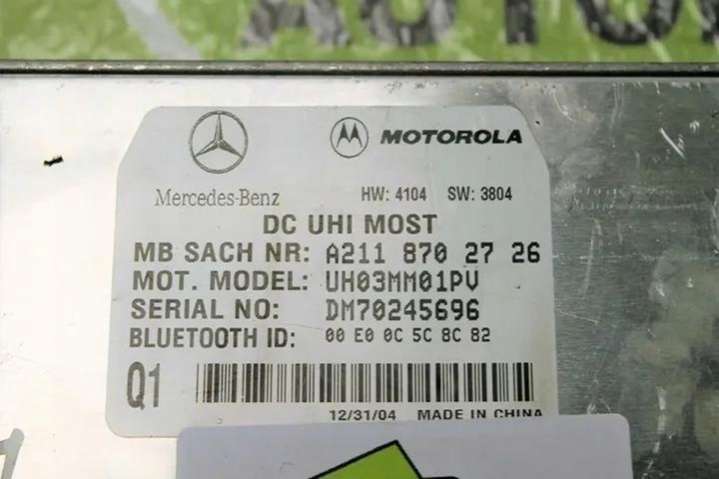 MOTOROLA
Mercedes-Benz
HW: 4104 SW: 3804
DC UHI MOST
MB SACH NR: A211 870 27 26
MOT. MODEL: UH03MM01PV
SERIAL NO: DM70245696
BLUETOOTH ID: 00 E0 0C 5C 8C 82
Q1
12/31/04 MADE IN CHINA